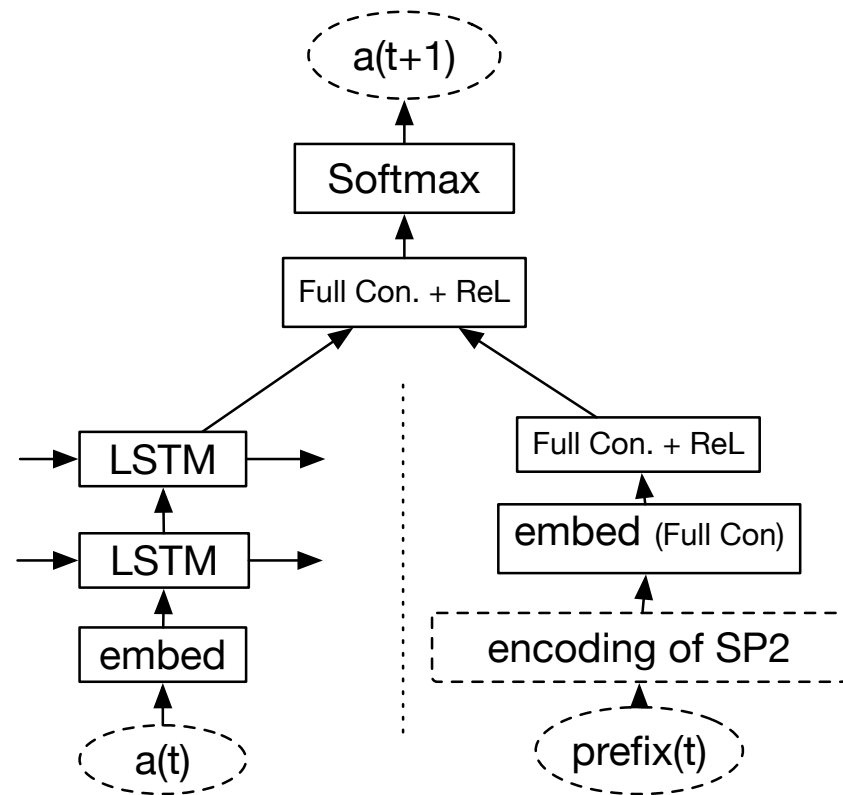 a(t+1)
Softmax
Full Con. + ReL
LSTM
LSTM
embed
a(t)
Full Con. + ReL
embed (Full Con)
encoding of SP2
prefix(t)